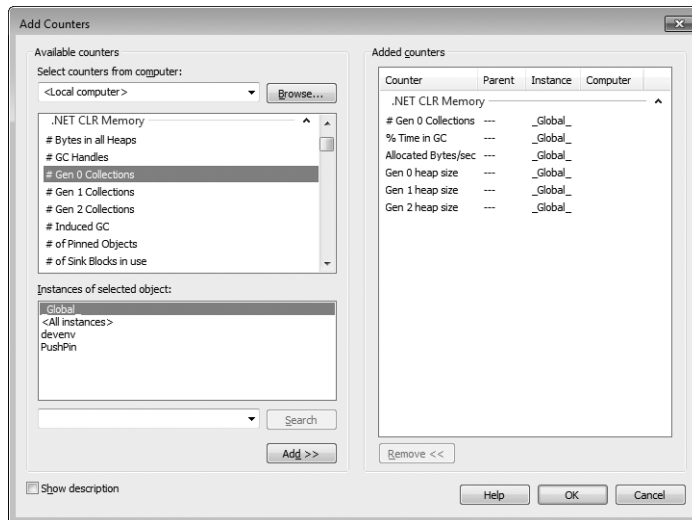 Add Counters
Available counters
Select counters from computer:
<Local computer>
Browse...
.NET CLR Memory
# Bytes in all Heaps
# GC Handles
# Gen 0 Collections
# Gen 1 Collections
# Gen 2 Collections
# Induced GC
# of Pinned Objects
# of Sink Blocks in use
Instances of selected object:
_Global_
<All instances>
devenv
PushPin
Search
Add >>
Show description
Added counters
Counter Parent Instance Computer
.NET CLR Memory
# Gen 0 Collections --- _Global_
% Time in GC --- _Global_
Allocated Bytes/sec --- _Global_
Gen 0 heap size --- _Global_
Gen 1 heap size --- _Global_
Gen 2 heap size --- _Global_
Remove <<
Help OK Cancel